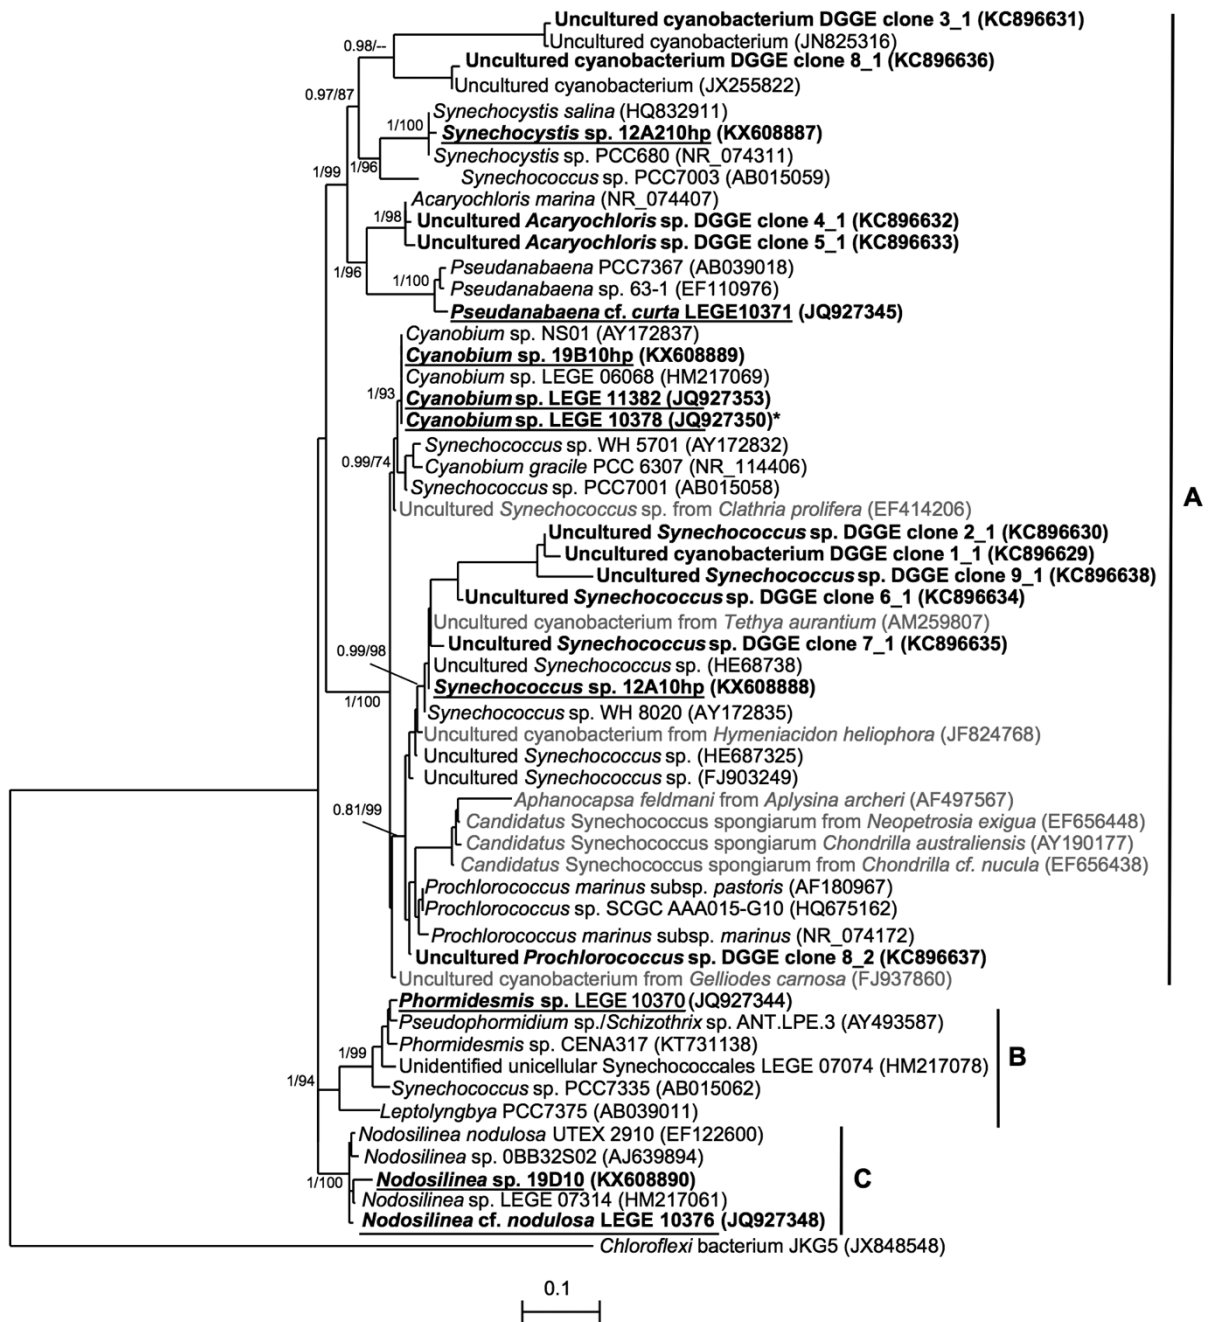 Uncultured cyanobacterium DGGE clone 3_1 (KC896631)
Uncultured cyanobacterium (JN825316)
0.98/--
Uncultured cyanobacterium DGGE clone 8_1 (KC896636)
Uncultured cyanobacterium (JX255822)
0.97/87
Synechocystis salina (HQ832911)
1/100
Synechocystis sp. 12A210hp (KX608887)
Synechocystis sp. PCC680 (NR_074311)
1/96
1/99
Synechococcus sp. PCC7003 (AB015059)
Acaryochloris marina (NR_074407)
1/98
Uncultured Acaryochloris sp. DGGE clone 4_1 (KC896632)
Uncultured Acaryochloris sp. DGGE clone 5_1 (KC896633)
1/96
Pseudanabaena PCC7367 (AB039018)
1/100
Pseudanabaena sp. 63-1 (EF110976)
Pseudanabaena cf. curta LEGE10371 (JQ927345)
Cyanobium sp. NS01 (AY172837)
Cyanobium sp. 19B10hp (KX608889)
Cyanobium sp. LEGE 06068 (HM217069)
1/93
Cyanobium sp. LEGE 11382 (JQ927353)
Cyanobium sp. LEGE 10378 (JQ927350)*
Synechococcus sp. WH 5701 (AY172832)
0.99/74
Cyanobium gracile PCC 6307 (NR_114406)
Synechococcus sp. PCC7001 (AB015058)
A
Uncultured Synechococcus sp. from Clathria prolifera (EF414206)
Uncultured Synechococcus sp. DGGE clone 2_1 (KC896630)
Uncultured cyanobacterium DGGE clone 1_1 (KC896629)
Uncultured Synechococcus sp. DGGE clone 9_1 (KC896638)
Uncultured Synechococcus sp. DGGE clone 6_1 (KC896634)
Uncultured cyanobacterium from Tethya aurantium (AM259807)
Uncultured Synechococcus sp. DGGE clone 7_1 (KC896635)
0.99/98
Uncultured Synechococcus sp. (HE68738)
Synechococcus sp. 12A10hp (KX608888)
1/100
Synechococcus sp. WH 8020 (AY172835)
Uncultured cyanobacterium from Hymeniacidon heliophora (JF824768)
Uncultured Synechococcus sp. (HE687325)
Uncultured Synechococcus sp. (FJ903249)
Aphanocapsa feldmani from Aplysina archeri (AF497567)
0.81/99
Candidatus Synechococcus spongiarum from Neopetrosia exigua (EF656448)
Candidatus Synechococcus spongiarum Chondrilla australiensis (AY190177)
Candidatus Synechococcus spongiarum from Chondrilla cf. nucula (EF656438)
Prochlorococcus marinus subsp. pastoris (AF180967)
Prochlorococcus sp. SCGC AAA015-G10 (HQ675162)
Prochlorococcus marinus subsp. marinus (NR_074172)
Uncultured Prochlorococcus sp. DGGE clone 8_2 (KC896637)
Uncultured cyanobacterium from Gelliodes carnosa (FJ937860)
Phormidesmis sp. LEGE 10370 (JQ927344)
Pseudophormidium sp./Schizothrix sp. ANT.LPE.3 (AY493587)
Phormidesmis sp. CENA317 (KT731138)
1/99
B
Unidentified unicellular Synechococcales LEGE 07074 (HM217078)
1/94
Synechococcus sp. PCC7335 (AB015062)
Leptolyngbya PCC7375 (AB039011)
Nodosilinea nodulosa UTEX 2910 (EF122600)
Nodosilinea sp. 0BB32S02 (AJ639894)
1/100
Nodosilinea sp. 19D10 (KX608890)
C
Nodosilinea sp. LEGE 07314 (HM217061)
Nodosilinea cf. nodulosa LEGE 10376 (JQ927348)
Chloroflexi bacterium JKG5 (JX848548)
0.1